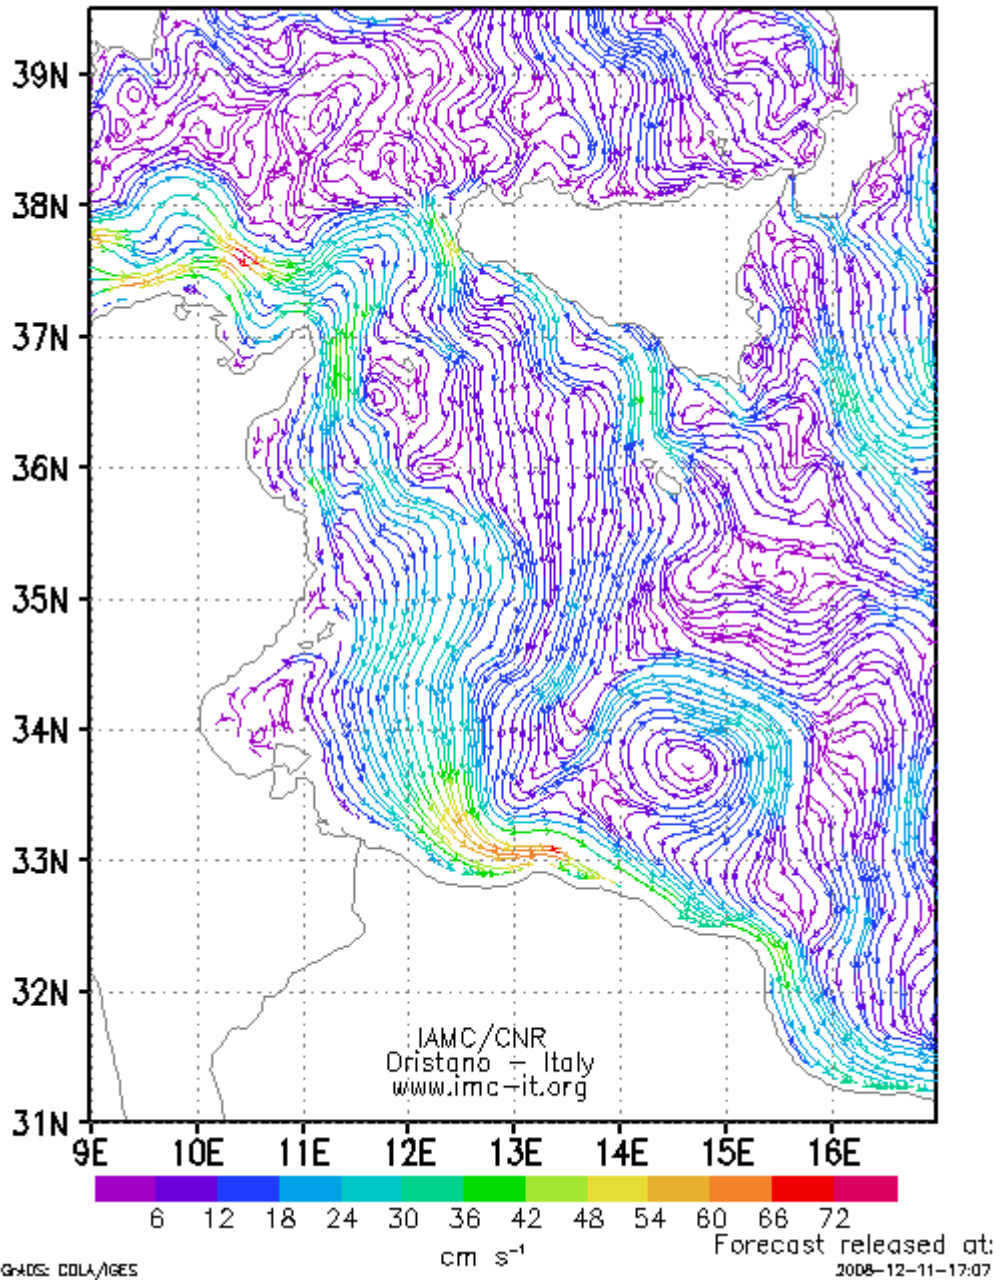 39N
38N
37N
36N
35N
34N
33N
32N
31N
IAMC/CNR
Oristano – Italy
www.imc-it.org
9E 10E 11E 12E 13E 14E 15E 16E
6 12 18 24 30 36 42 48 54 60 66 72
cm s⁻¹
Forecast released at:
GrADS: COLA/IGES 2008-12-11-17:07